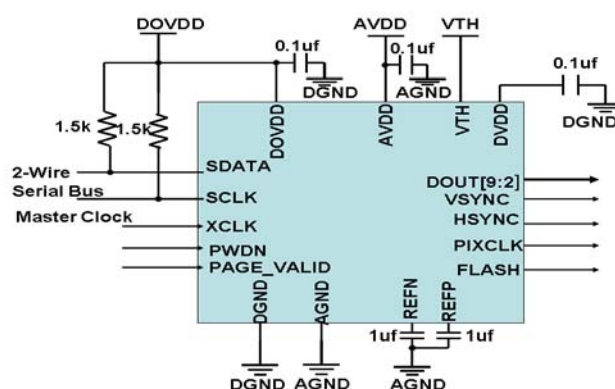 DOVDD
AVDD
VTH
0.1uf
0.1uf
0.1uf
DGND
AGND
DGND
1.5k
1.5k
DOVDD
AVDD
VTH
DVDD
2-Wire
Serial Bus
Master Clock
SDATA
SCLK
XCLK
PWDN
PAGE_VALID
DOUT[9:2]
VSYNC
HSYNC
PIXCLK
FLASH
DGND
AGND
REFN
REFP
1uf
1uf
DGND
AGND
AGND